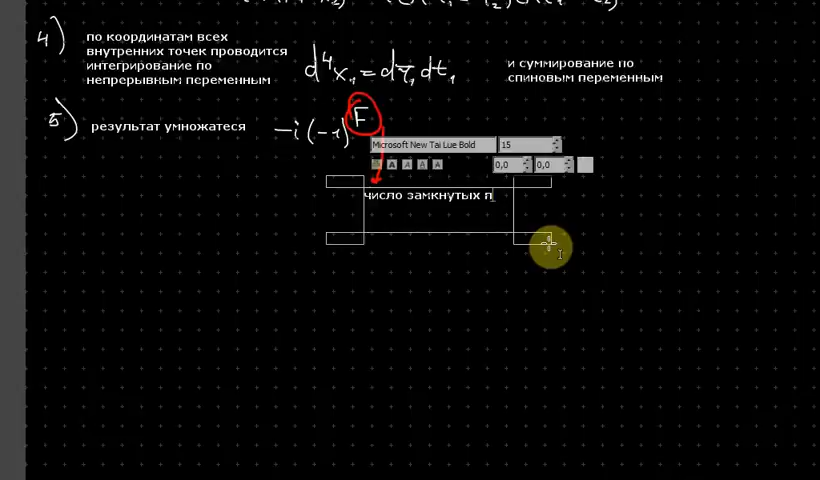 4)
по координатам всех
внутренних точек проводится
интегрирование по
непрерывным переменным
d⁴x₁ = dτ₁dt₁
и суммирование по
спиновым переменным
5)
результат умножатеся
-i(-1)^F
Microsoft New Tai Lue Bold 15
A A A A 0,0 0,0
число замкнутых п